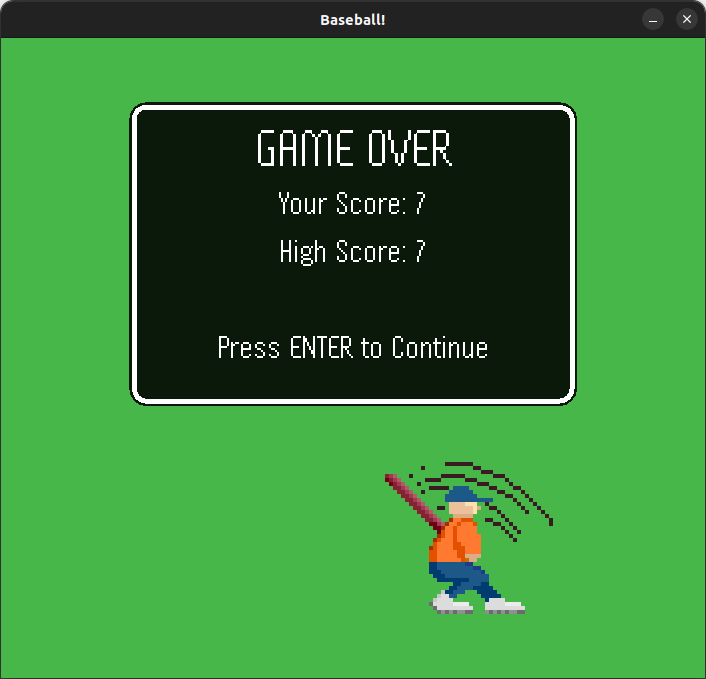 Baseball!
GAME OVER
Your Score: 7
High Score: 7
Press ENTER to Continue